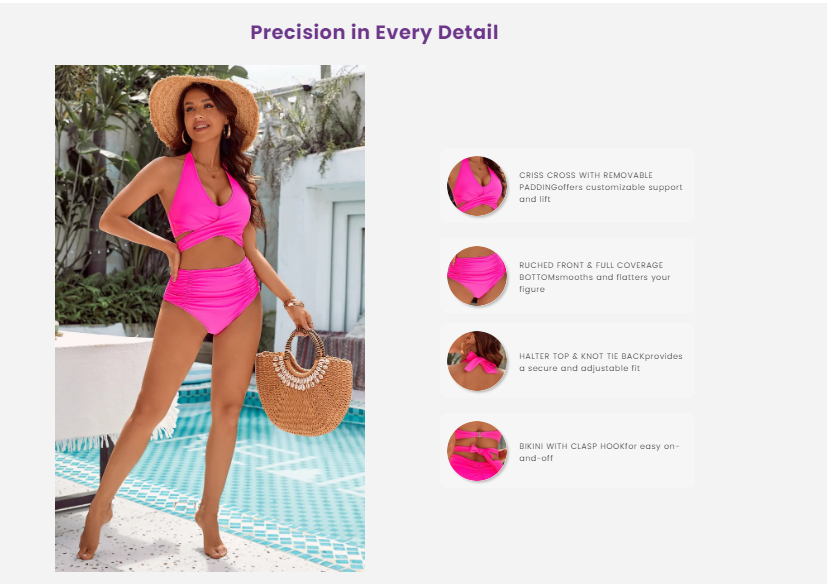 Precision in Every Detail
CRISS CROSS WITH REMOVABLE
PADDINGoffers customizable support
and lift
RUCHED FRONT & FULL COVERAGE
BOTTOMsmooths and flatters your
figure
HALTER TOP & KNOT TIE BACKprovides
a secure and adjustable fit
BIKINI WITH CLASP HOOKfor easy on-
and-off